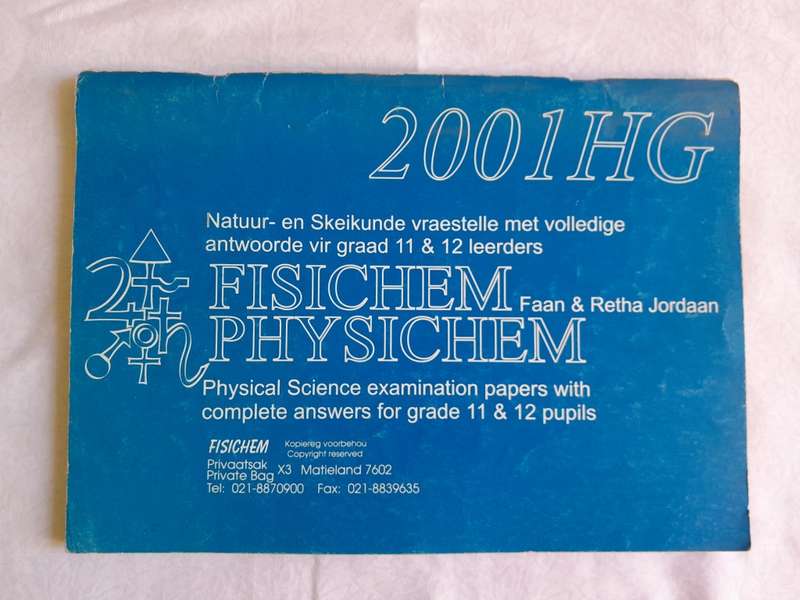 2001HG
Natuur- en Skeikunde vraestelle met volledige
antwoorde vir graad 11 & 12 leerders
FISICHEM Faan & Retha Jordaan
PHYSICHEM
Physical Science examination papers with
complete answers for grade 11 & 12 pupils
FISICHEM Kopiereg voorbehou
Copyright reserved
Privaatsak
Private Bag X3 Matieland 7602
Tel: 021-8870900 Fax: 021-8839635